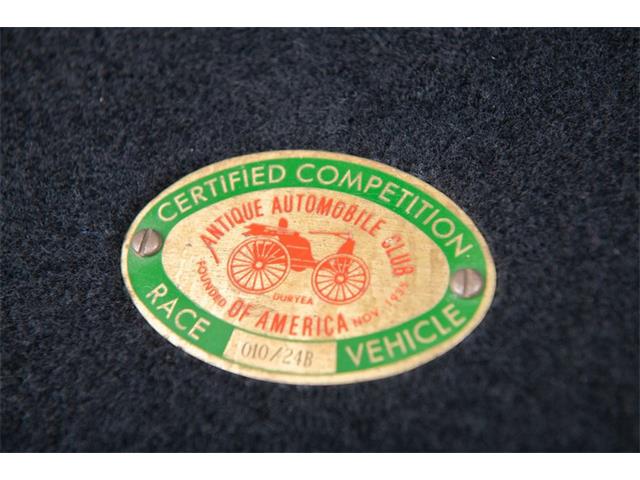 CERTIFIED COMPETITION
ANTIQUE AUTOMOBILE CLUB
DURYEA
FOUNDED NOV. 1935
OF AMERICA
RACE VEHICLE
010/24B